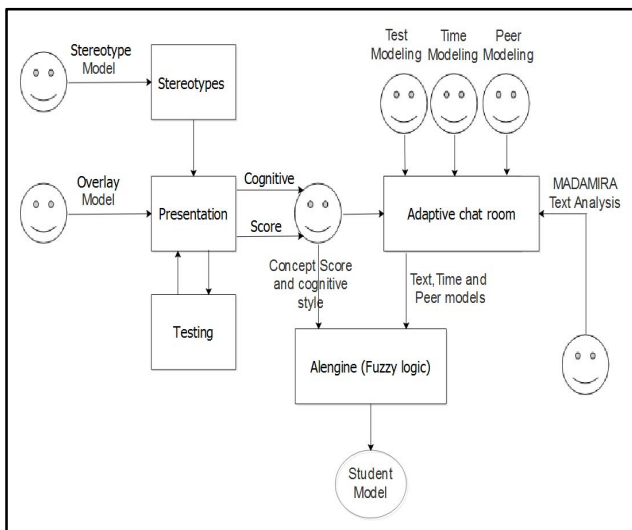 Stereotype
Model
Stereotypes
Test
Modeling
Time
Modeling
Peer
Modeling
Overlay
Model
Presentation
Cognitive
Score
Adaptive chat room
MADAMIRA
Text Analysis
Concept Score
and cognitive
style
Text,Time and
Peer models
Testing
AIengine (Fuzzy logic)
Student
Model